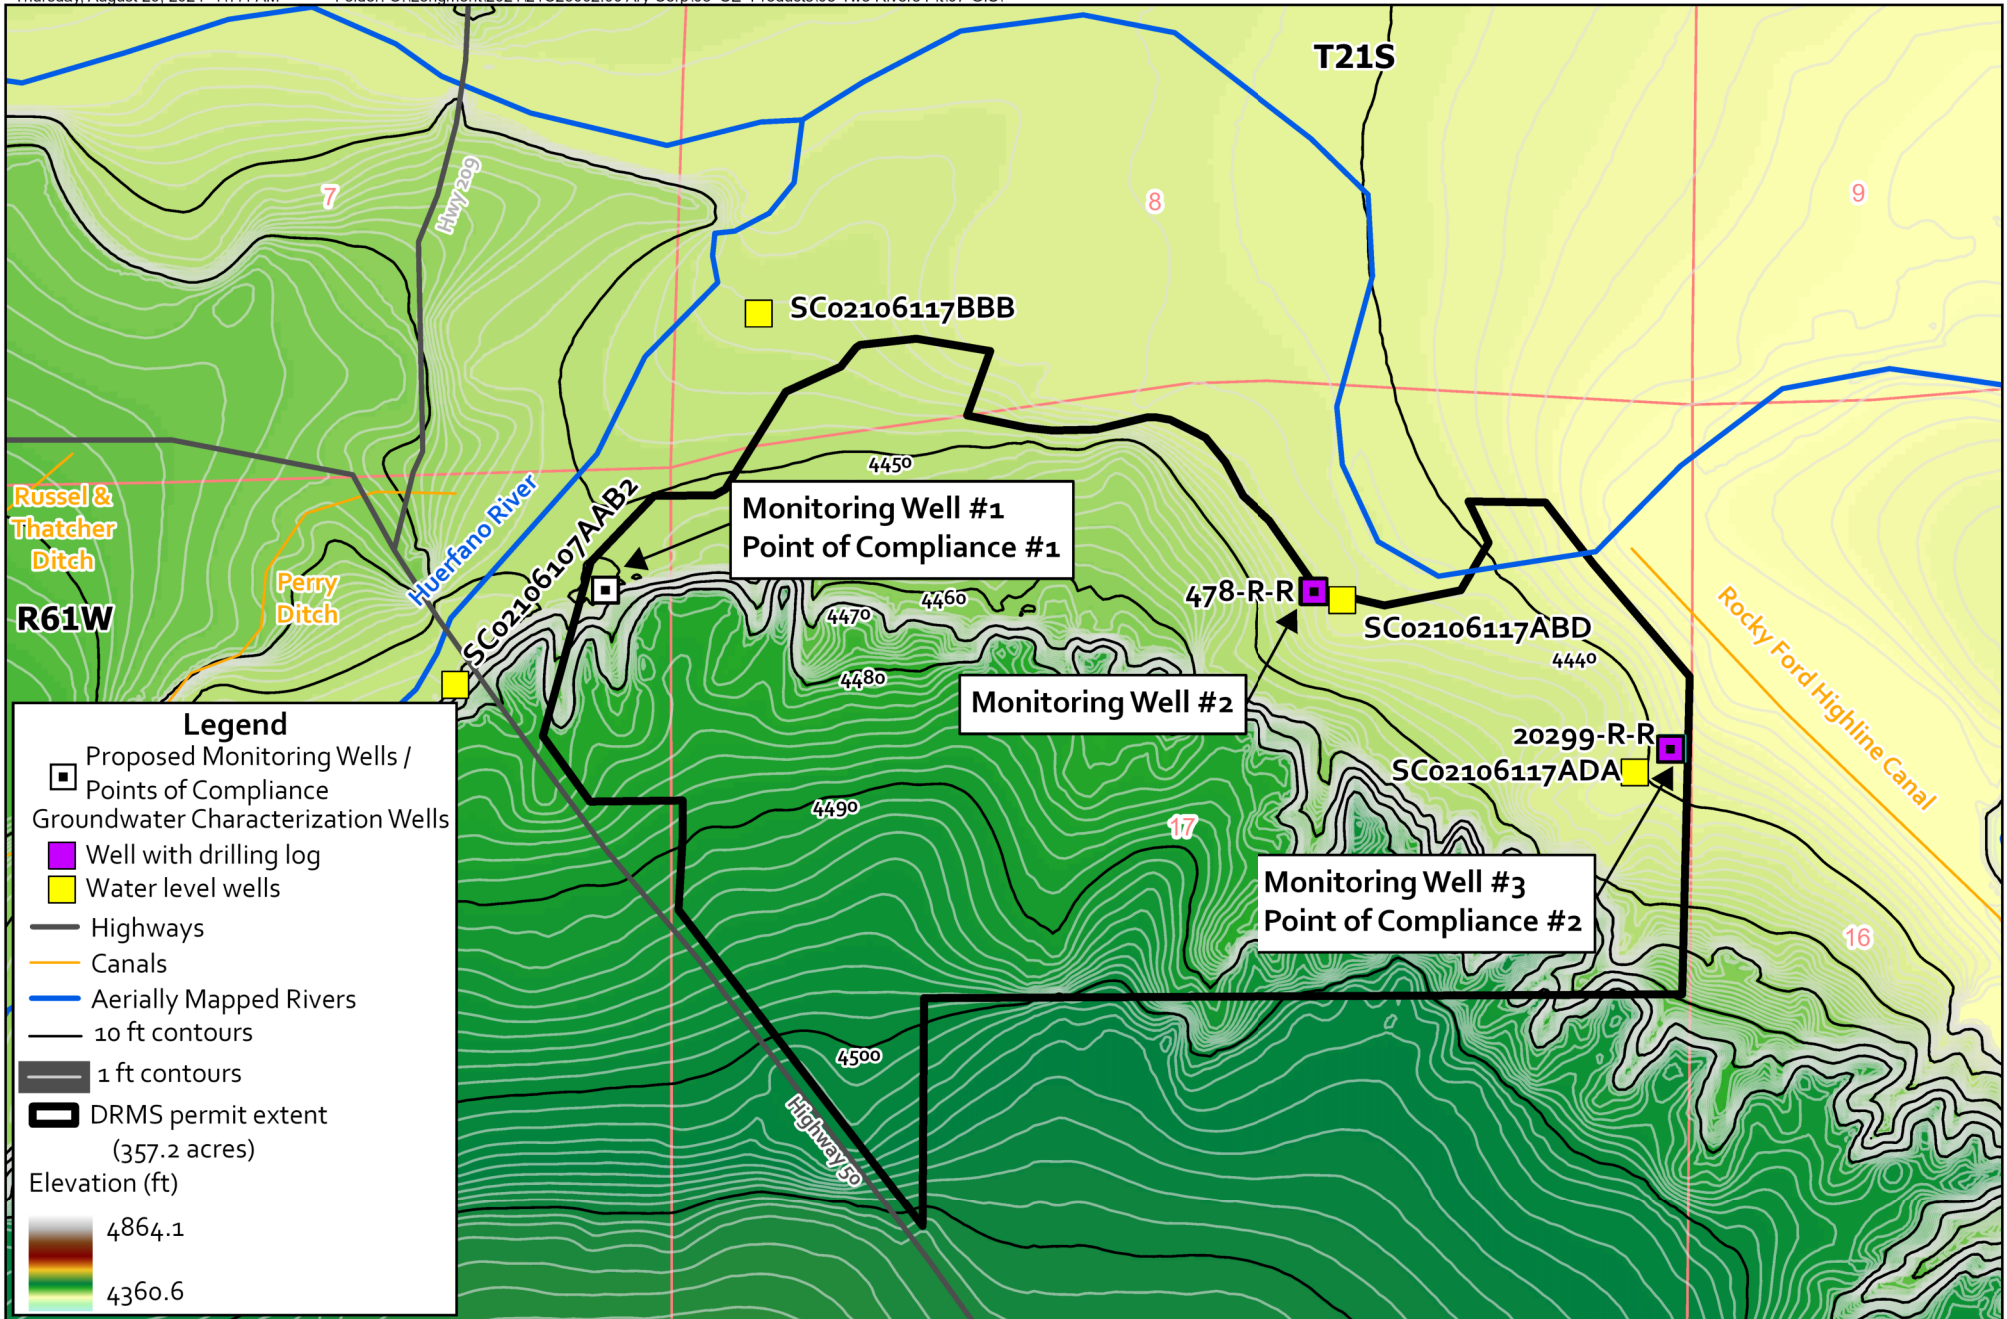 T21S
7
8
9
Hwy 209
SC02106117BBB
4450
Russel &
Thatcher
Ditch
Huerfano River
SC02106107AAB2
Monitoring Well #1
Point of Compliance #1
Perry
Ditch
R61W
4460
4470
4480
478-R-R
SC02106117ABD
4440
Rocky Ford Highline Canal
Monitoring Well #2
20299-R-R
SC02106117ADA
4490
17
Monitoring Well #3
Point of Compliance #2
16
4500
Highway 50
Legend
Proposed Monitoring Wells /
Points of Compliance
Groundwater Characterization Wells
Well with drilling log
Water level wells
Highways
Canals
Aerially Mapped Rivers
10 ft contours
1 ft contours
DRMS permit extent
(357.2 acres)
Elevation (ft)
4864.1
4360.6